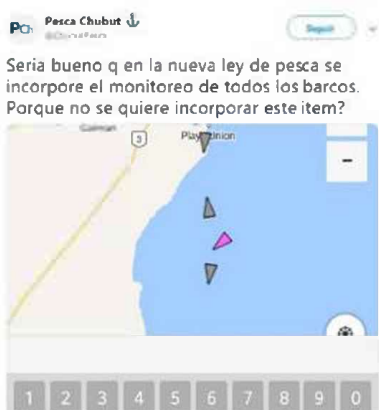 Pesca Chubut
Seguir
Seria bueno q en la nueva ley de pesca se
incorpore el monitoreo de todos los barcos.
Porque no se quiere incorporar este item?
Gaiman
3
1 2 3 4 5 6 7 8 9 0